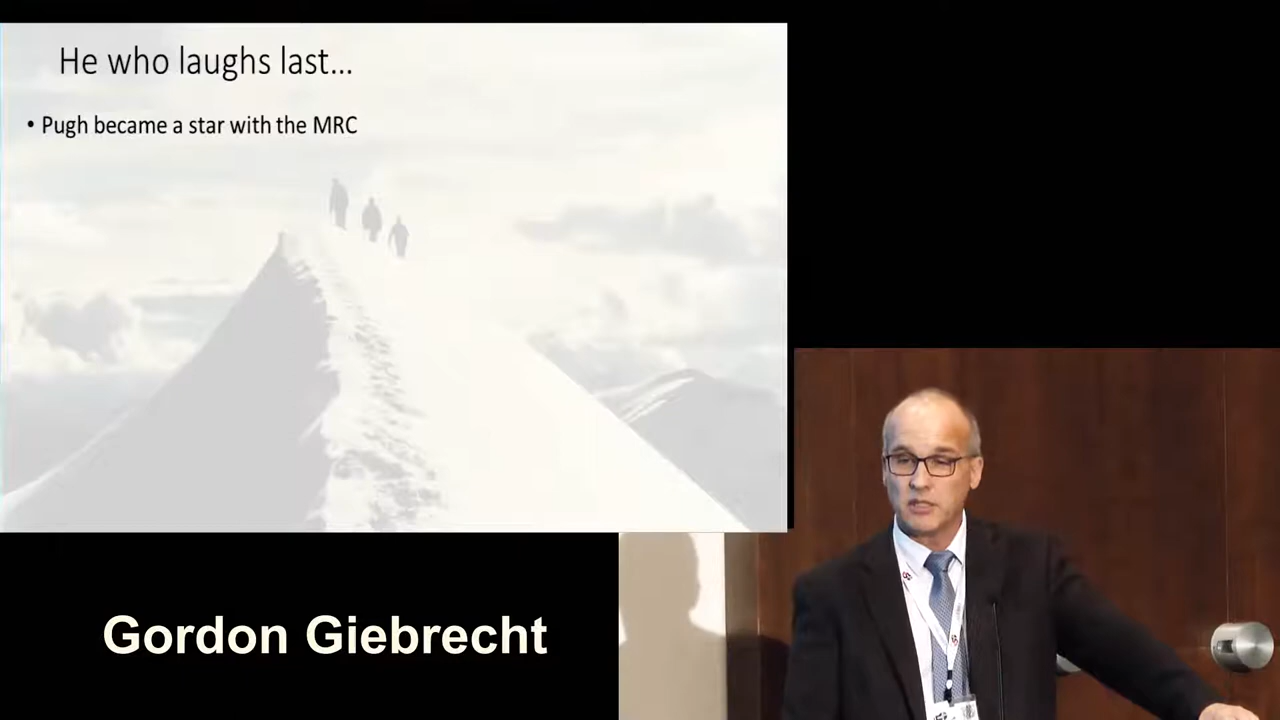 He who laughs last...
• Pugh became a star with the MRC
Gordon Giebrecht